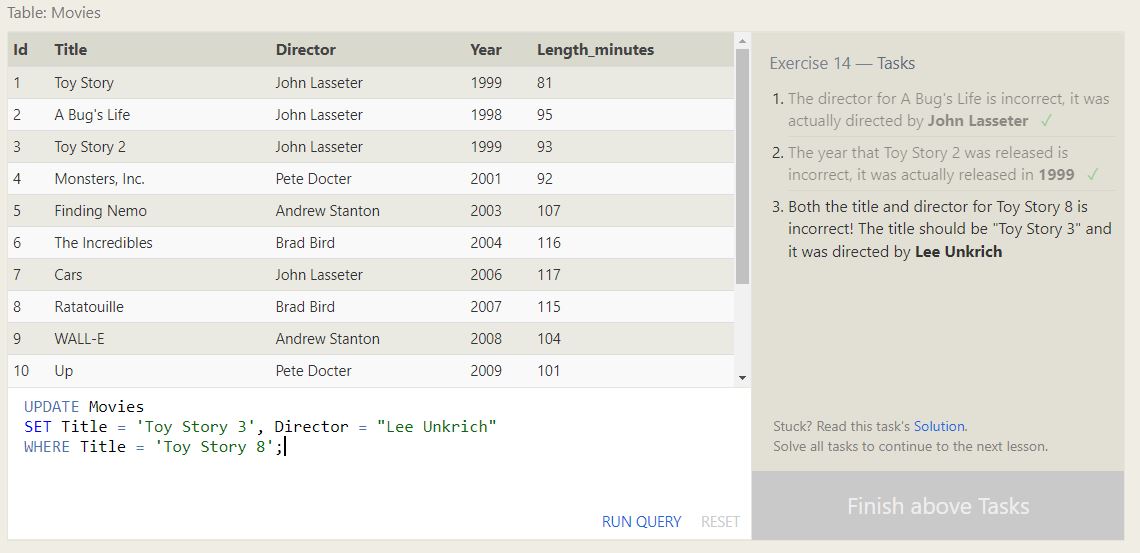 Table: Movies
Id Title Director Year Length_minutes
1 Toy Story John Lasseter 1999 81
2 A Bug's Life John Lasseter 1998 95
3 Toy Story 2 John Lasseter 1999 93
4 Monsters, Inc. Pete Docter 2001 92
5 Finding Nemo Andrew Stanton 2003 107
6 The Incredibles Brad Bird 2004 116
7 Cars John Lasseter 2006 117
8 Ratatouille Brad Bird 2007 115
9 WALL-E Andrew Stanton 2008 104
10 Up Pete Docter 2009 101
UPDATE Movies
SET Title = 'Toy Story 3', Director = "Lee Unkrich"
WHERE Title = 'Toy Story 8';
RUN QUERY RESET
Exercise 14 — Tasks
1. The director for A Bug's Life is incorrect, it was
actually directed by John Lasseter ✓
2. The year that Toy Story 2 was released is
incorrect, it was actually released in 1999 ✓
3. Both the title and director for Toy Story 8 is
incorrect! The title should be "Toy Story 3" and
it was directed by Lee Unkrich
Stuck? Read this task's Solution.
Solve all tasks to continue to the next lesson.
Finish above Tasks